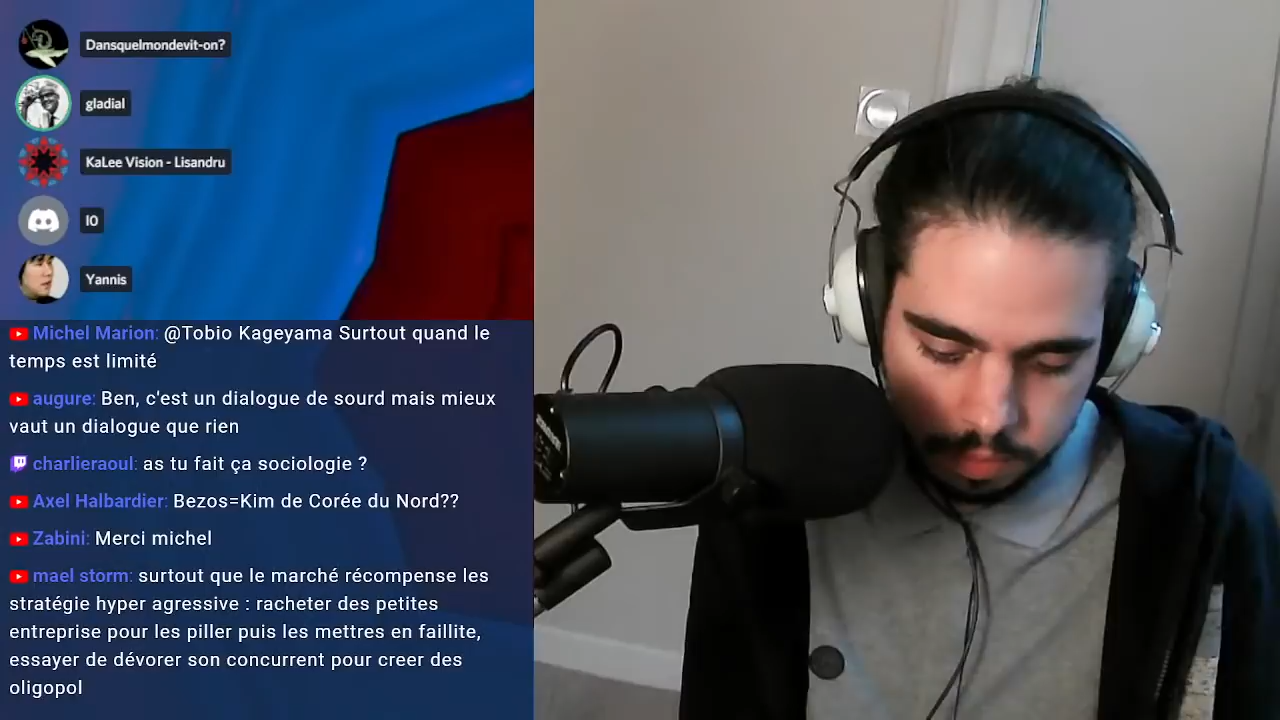 Dansquelmondevit-on?
gladial
KaLee Vision - Lisandru
IO
Yannis
Michel Marion: @Tobio Kageyama Surtout quand le
temps est limité
augure: Ben, c'est un dialogue de sourd mais mieux
vaut un dialogue que rien
charlieraoul: as tu fait ça sociologie ?
Axel Halbardier: Bezos=Kim de Corée du Nord??
Zabini: Merci michel
mael storm: surtout que le marché récompense les
stratégie hyper agressive : racheter des petites
entreprise pour les piller puis les mettres en faillite,
essayer de dévorer son concurrent pour creer des
oligopol